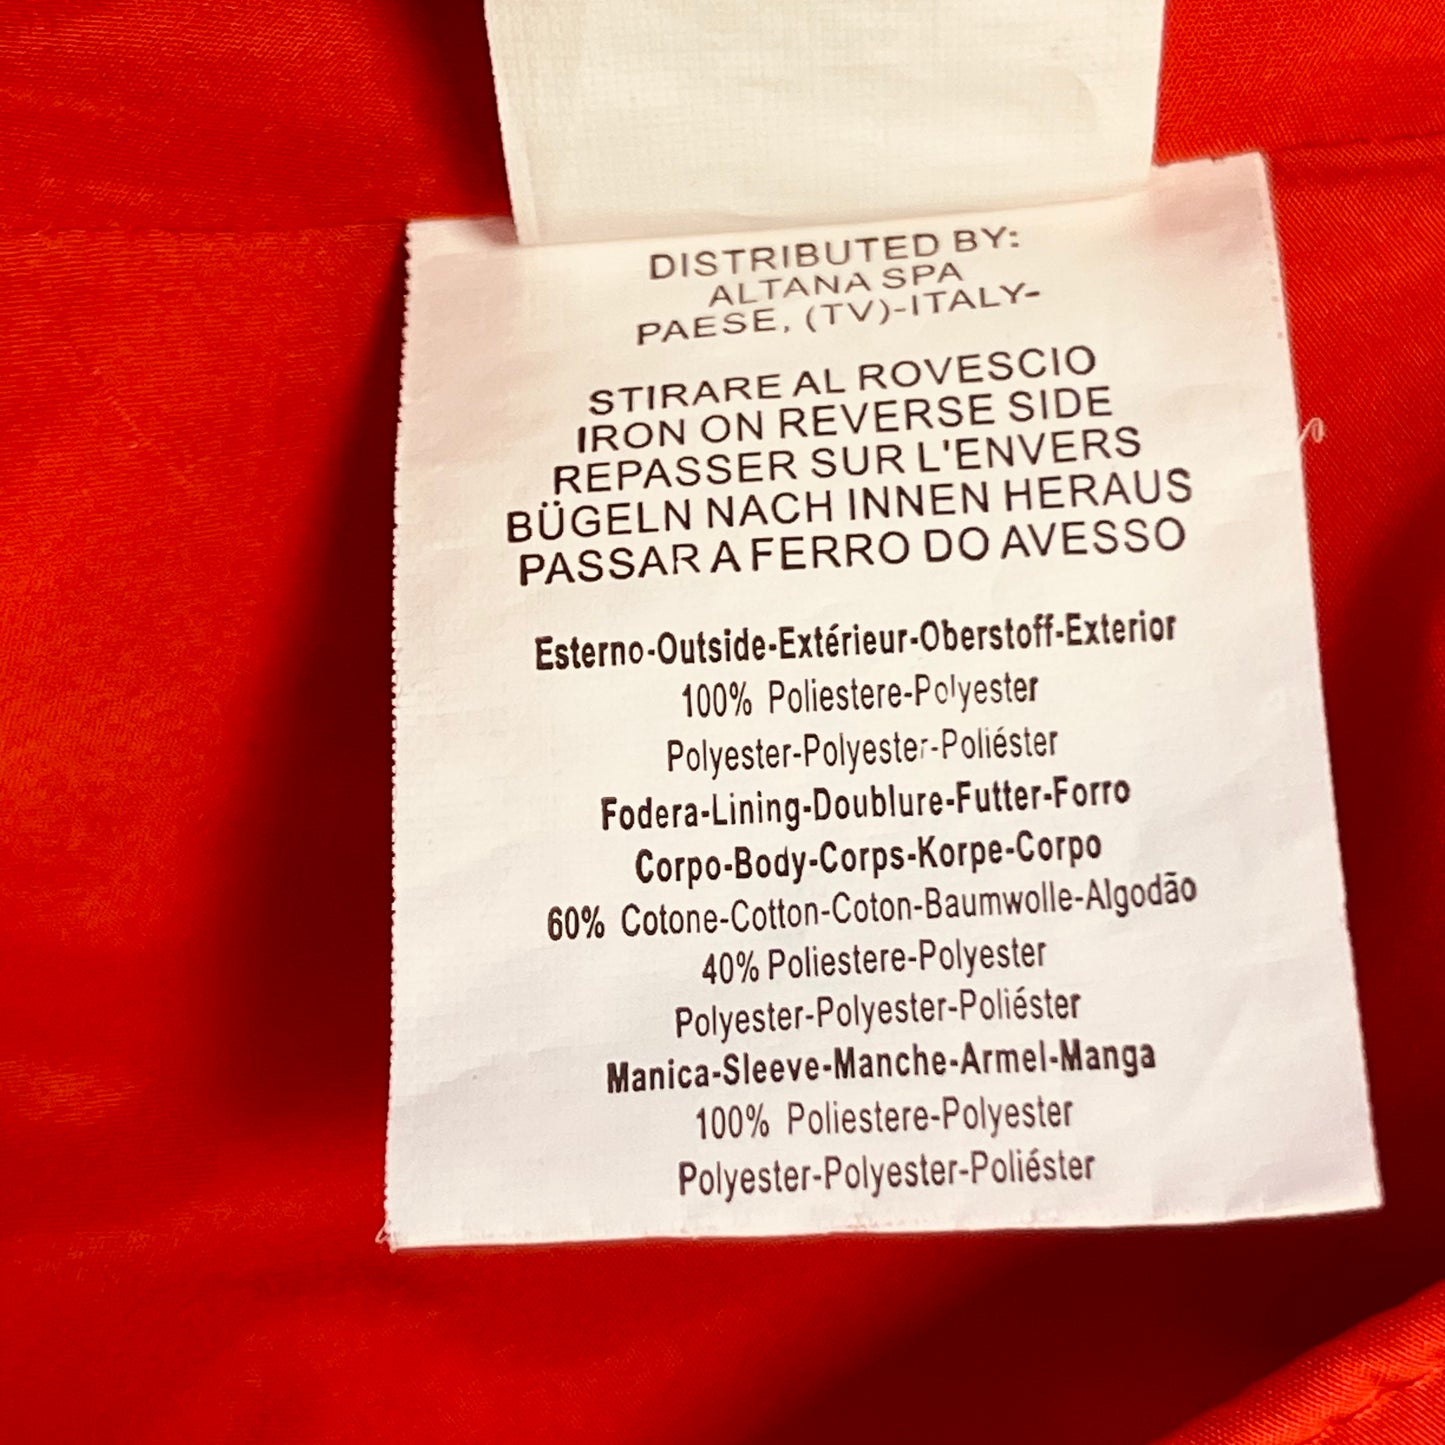 DISTRIBUTED BY:
ALTANA SPA
PAESE, (TV)-ITALY-
STIRARE AL ROVESCIO
IRON ON REVERSE SIDE
REPASSER SUR L'ENVERS
BÜGELN NACH INNEN HERAUS
PASSAR A FERRO DO AVESSO
Esterno-Outside-Extérieur-Oberstoff-Exterior
100% Poliestere-Polyester
Polyester-Polyester-Poliéster
Fodera-Lining-Doublure-Futter-Forro
Corpo-Body-Corps-Korpe-Corpo
60% Cotone-Cotton-Coton-Baumwolle-Algodão
40% Poliestere-Polyester
Polyester-Polyester-Poliéster
Manica-Sleeve-Manche-Armel-Manga
100% Poliestere-Polyester
Polyester-Polyester-Poliéster